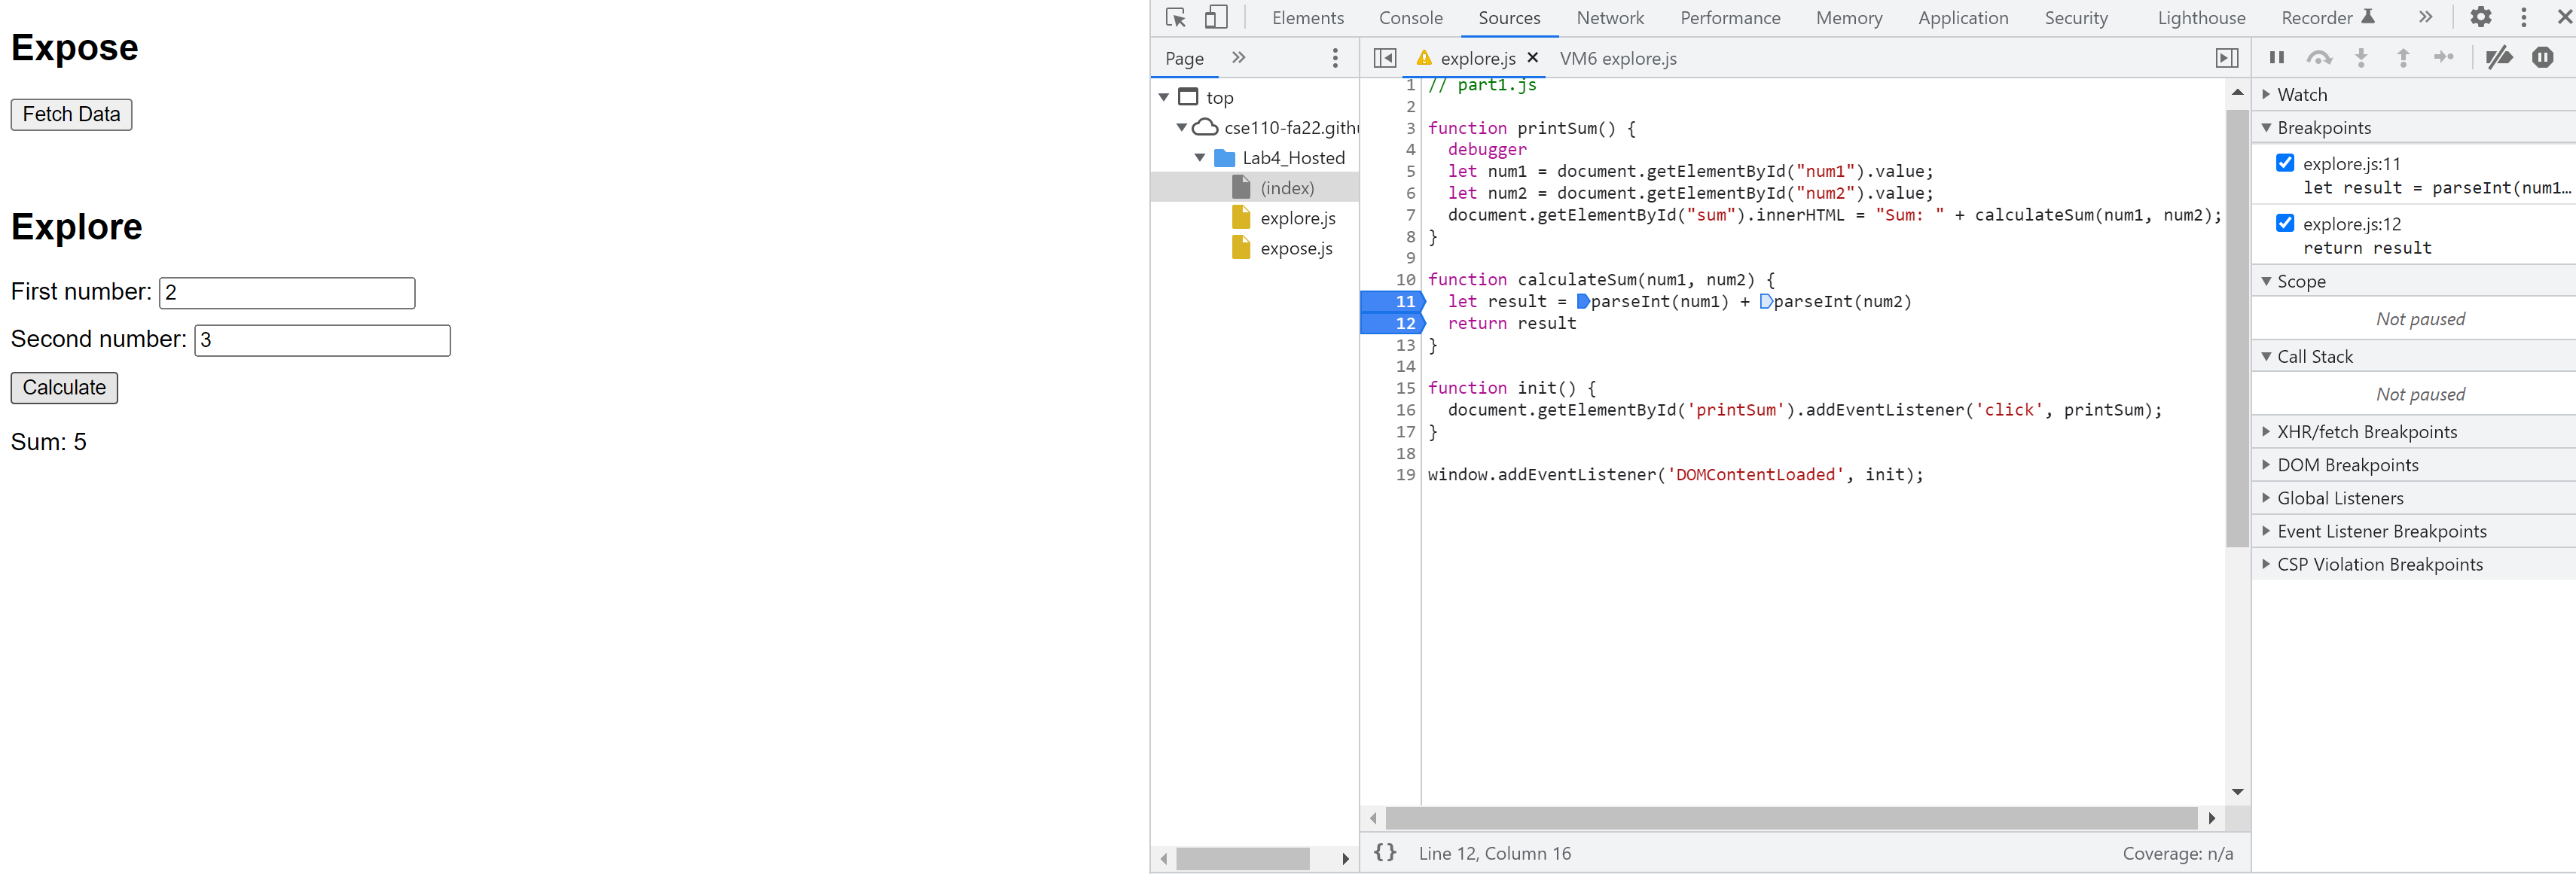 Expose
Fetch Data
Explore
First number: 2
Second number: 3
Calculate
Sum: 5
Elements Console Sources Network Performance Memory Application Security Lighthouse Recorder
Page
top
cse110-fa22.githu
Lab4_Hosted
(index)
explore.js
expose.js
explore.js × VM6 explore.js
1 // part1.js
2
3 function printSum() {
4 debugger
5 let num1 = document.getElementById("num1").value;
6 let num2 = document.getElementById("num2").value;
7 document.getElementById("sum").innerHTML = "Sum: " + calculateSum(num1, num2);
8 }
9
10 function calculateSum(num1, num2) {
11 let result = parseInt(num1) + parseInt(num2)
12 return result
13 }
14
15 function init() {
16 document.getElementById('printSum').addEventListener('click', printSum);
17 }
18
19 window.addEventListener('DOMContentLoaded', init);
{} Line 12, Column 16 Coverage: n/a
Watch
Breakpoints
explore.js:11
let result = parseInt(num1…
explore.js:12
return result
Scope
Not paused
Call Stack
Not paused
XHR/fetch Breakpoints
DOM Breakpoints
Global Listeners
Event Listener Breakpoints
CSP Violation Breakpoints